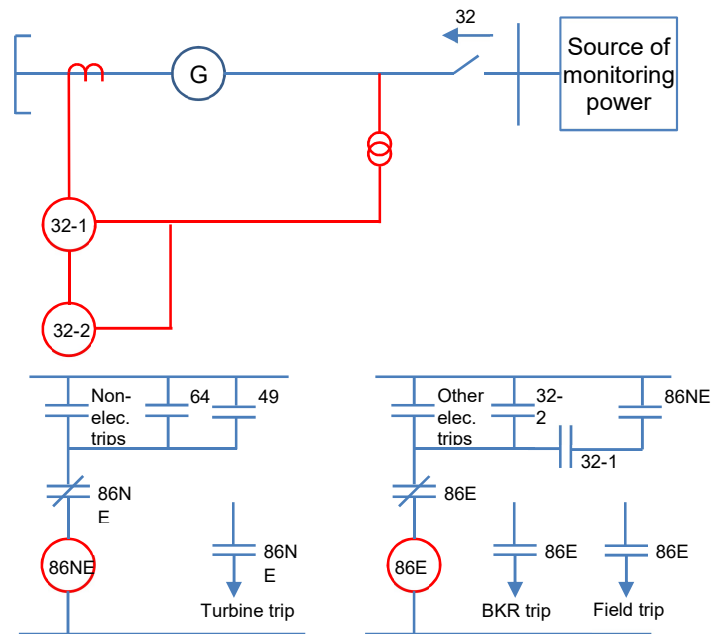 32
Source of
monitoring
power
G
32-1
32-2
Non-
elec.
trips
64
49
86N
E
86NE
86N
E
Turbine trip
Other
elec.
trips
32-
2
86NE
32-1
86E
86E
86E
86E
BKR trip
Field trip